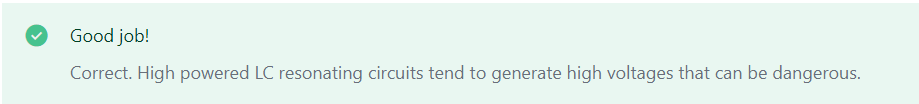 Good job!
Correct. High powered LC resonating circuits tend to generate high voltages that can be dangerous.